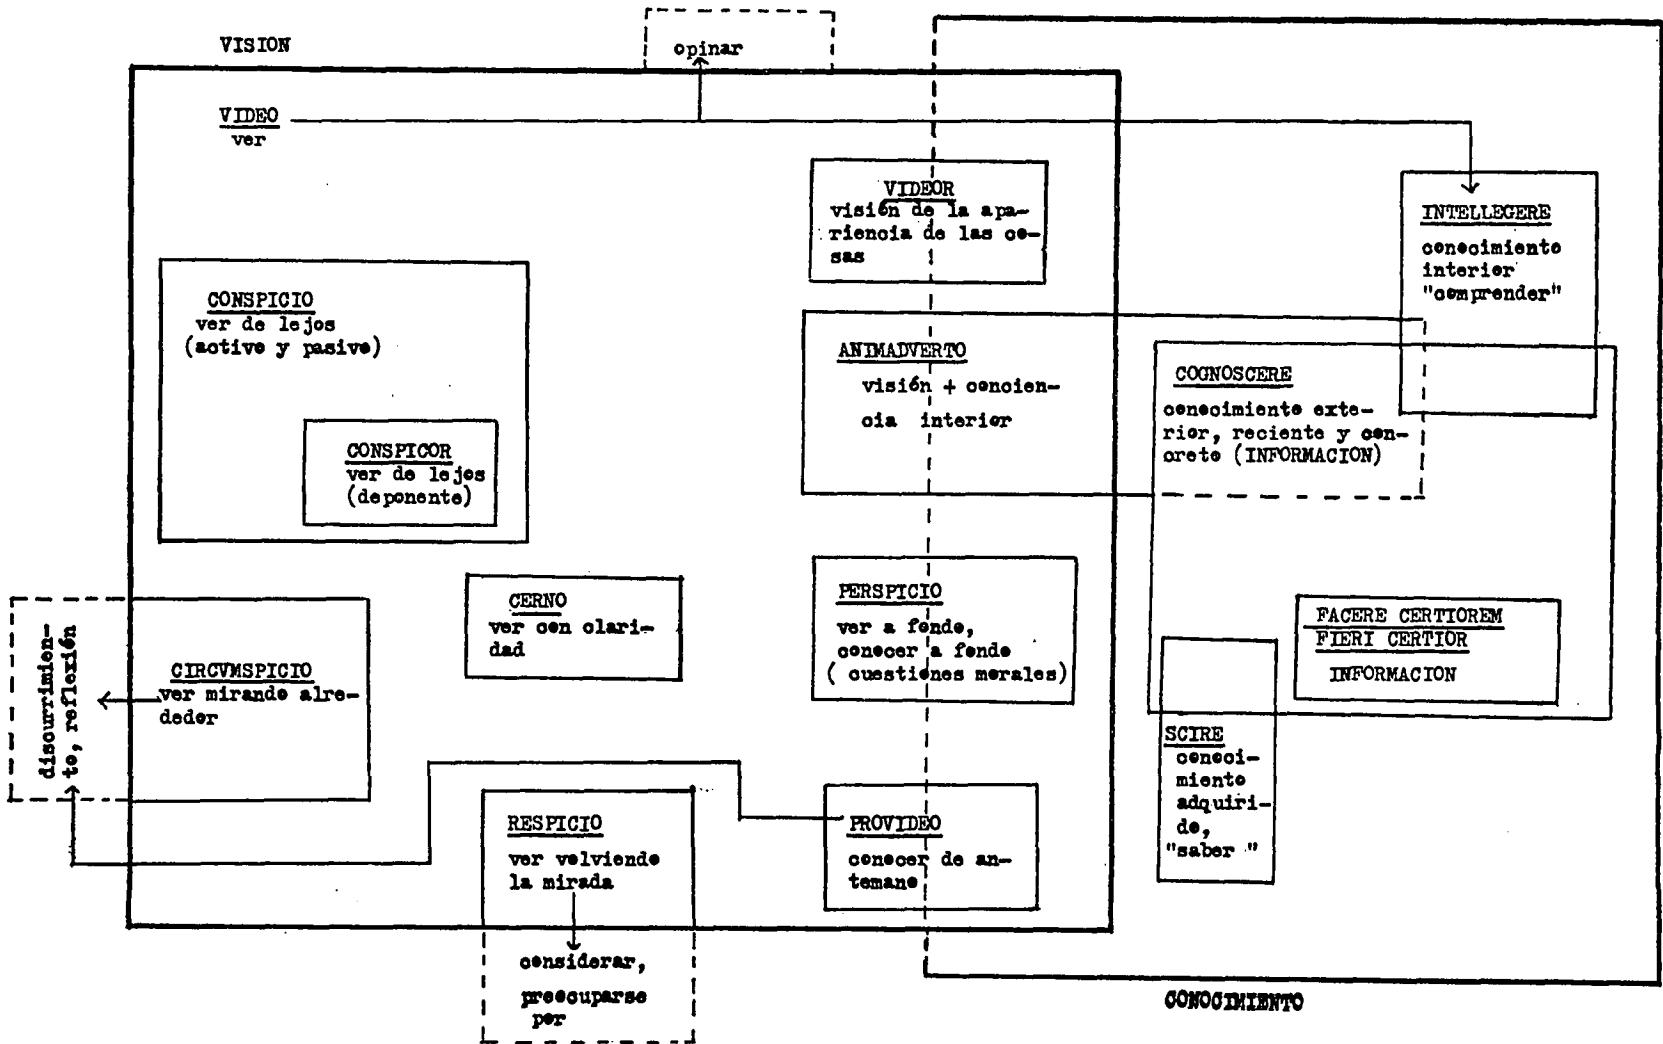 VISION
opinar
VIDEO
ver
VIDEOR
visión de la apa-
riencia de las co-
sas
INTELLEGERE
conocimiento
interior
"comprender"
CONSPICIO
ver de lejos
(activo y pasivo)
CONSPICOR
ver de lejos
(deponente)
ANIMADVERTO
visión + concien-
cia interior
COGNOSCERE
conocimiento exte-
rior, reciente y con-
creto (INFORMACION)
CERNO
ver con clari-
dad
PERSPICIO
ver a fondo,
conocer a fondo
( cuestiones morales)
FACERE CERTIOREM
FIERI CERTIOR
INFORMACION
discurrimien-
to, reflexión
CIRCVMSPICIO
ver mirando alre-
dedor
SCIRE
conoci-
miento
adquiri-
do,
"saber "
RESPICIO
ver volviendo
la mirada
PROVIDEO
conocer de an-
temano
considerar,
preocuparse
por
CONOCIMIENTO